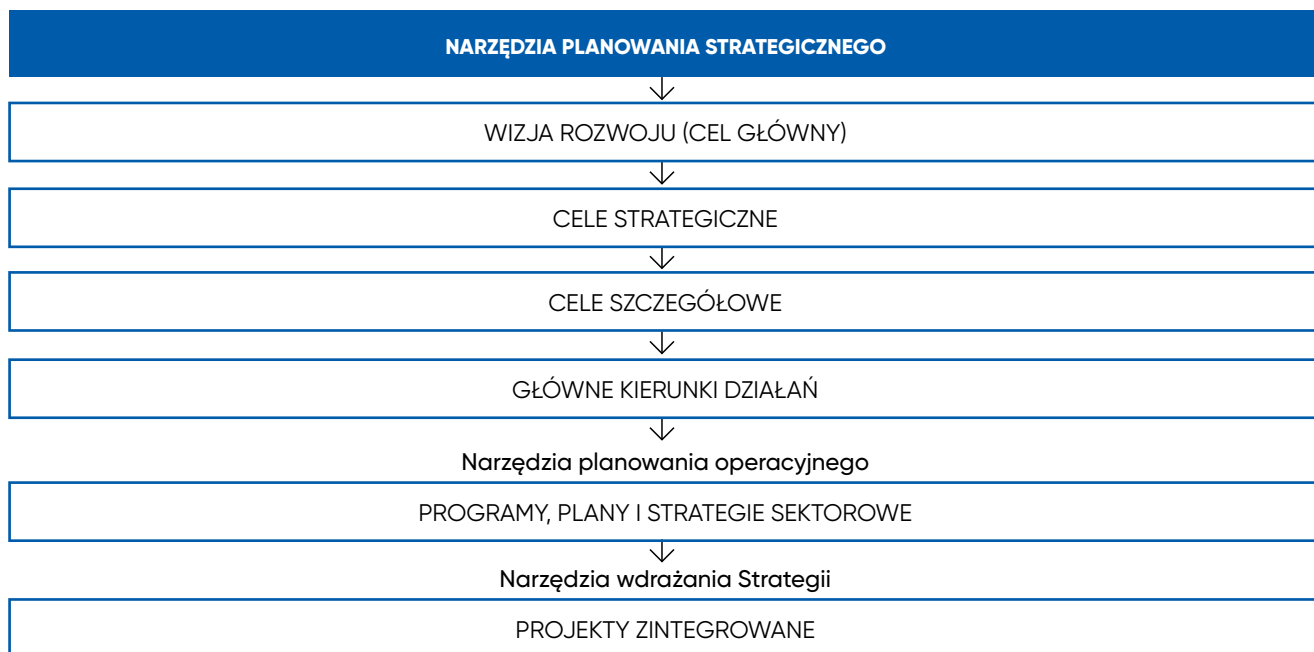 NARZĘDZIA PLANOWANIA STRATEGICZNEGO
WIZJA ROZWOJU (CEL GŁÓWNY)
CELE STRATEGICZNE
CELE SZCZEGÓŁOWE
GŁÓWNE KIERUNKI DZIAŁAŃ
Narzędzia planowania operacyjnego
PROGRAMY, PLANY I STRATEGIE SEKTOROWE
Narzędzia wdrażania Strategii
PROJEKTY ZINTEGROWANE